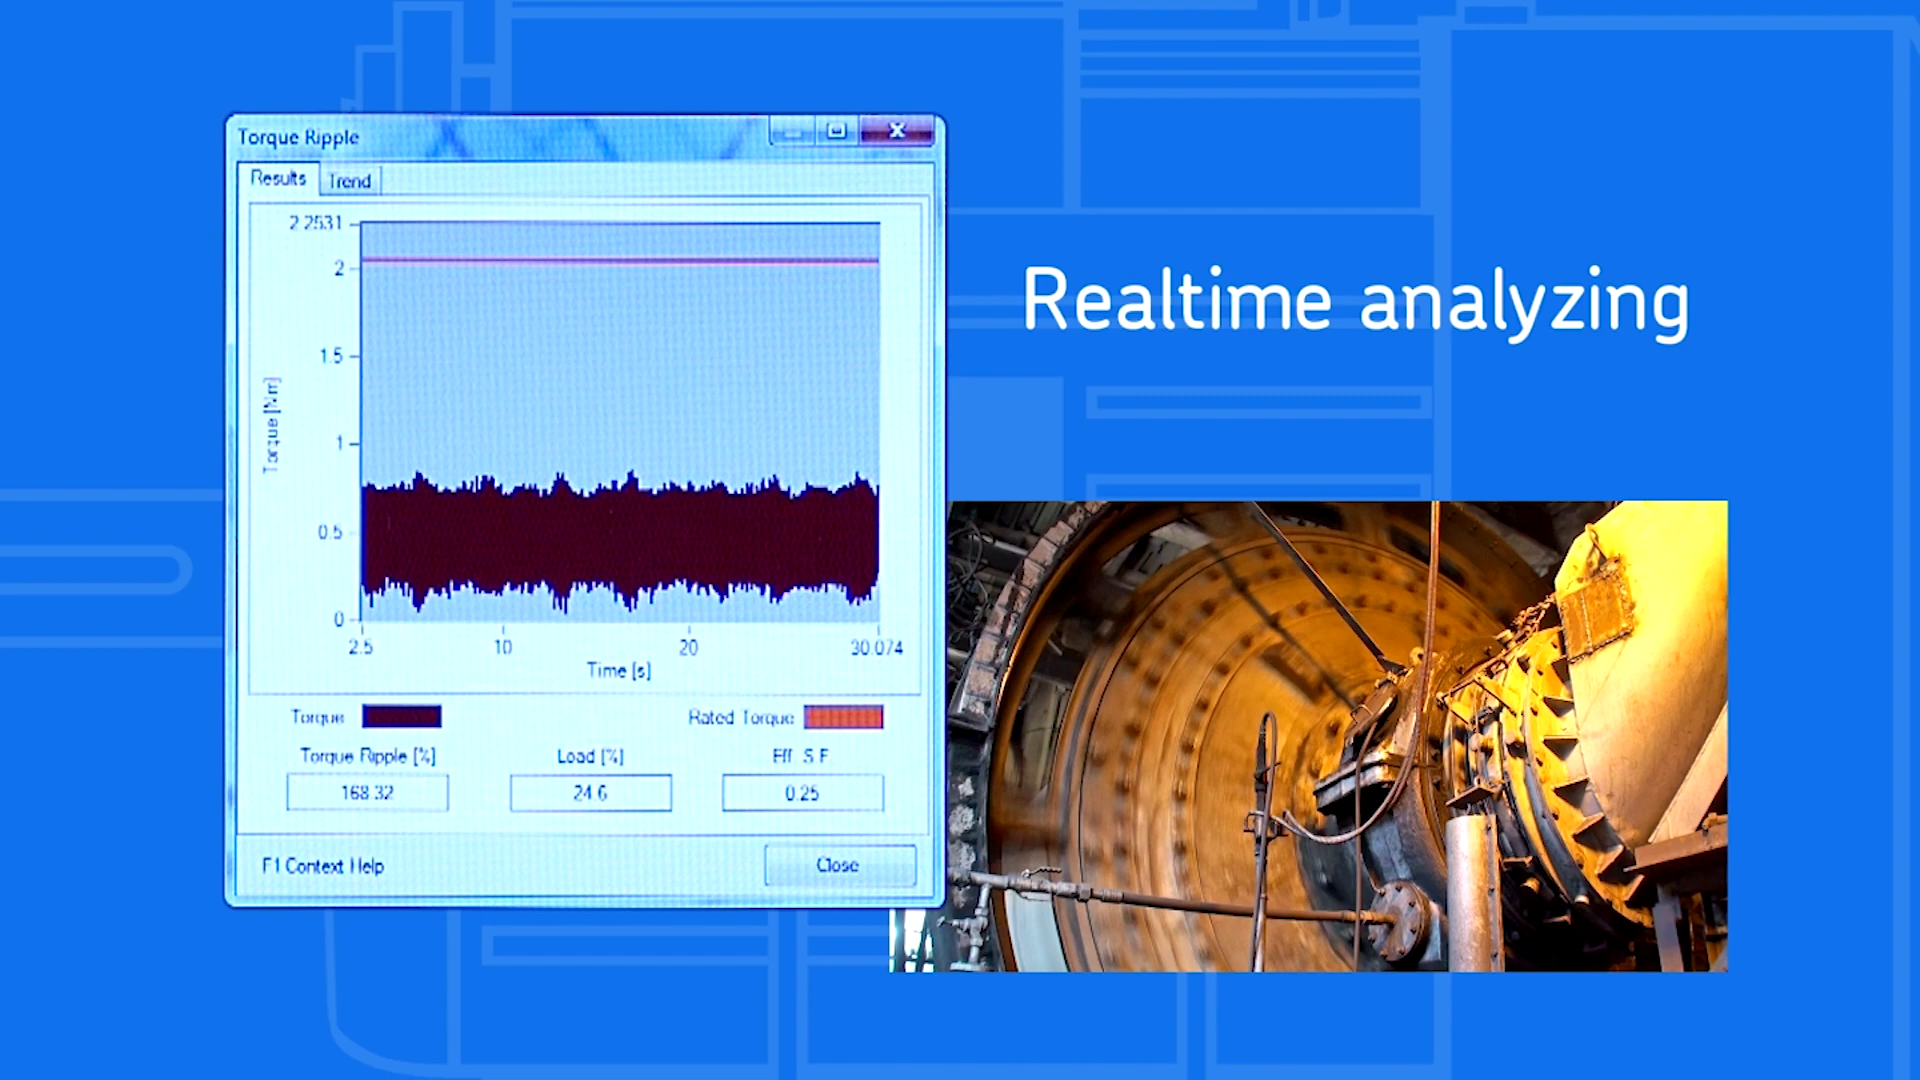 Torque Ripple
Results
Trend
2.2531
2
1.5
1
0.5
0
Torque [Nm]
2.5
10
20
30.074
Time [s]
Torque
Rated Torque
Torque Ripple [%]
Load [%]
Eff. S.F.
168.32
24.6
0.25
F1 Context Help
Close
Realtime analyzing